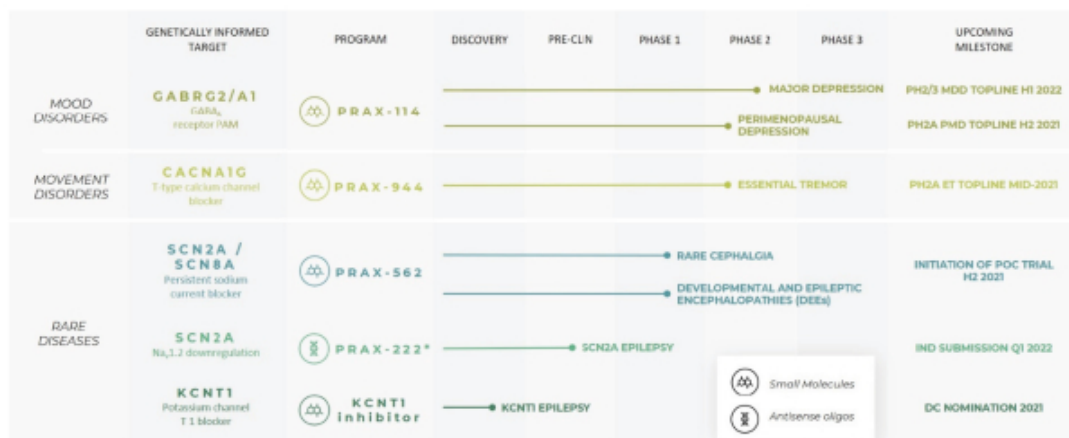 GENETICALLY INFORMED
TARGET
PROGRAM
DISCOVERY
PRE-CLIN
PHASE 1
PHASE 2
PHASE 3
UPCOMING
MILESTONE
MOOD
DISORDERS
GABRG2/A1
GABAA
receptor PAM
PRAX-114
MAJOR DEPRESSION
PH2/3 MDD TOPLINE H1 2022
PERIMENOPAUSAL
DEPRESSION
PH2A PMD TOPLINE H2 2021
MOVEMENT
DISORDERS
CACNA1G
T-type calcium channel
blocker
PRAX-944
ESSENTIAL TREMOR
PH2A ET TOPLINE MID-2021
RARE
DISEASES
SCN2A /
SCN8A
Persistent sodium
current blocker
PRAX-562
RARE CEPHALGIA
DEVELOPMENTAL AND EPILEPTIC
ENCEPHALOPATHIES (DEEs)
INITIATION OF POC TRIAL
H2 2021
SCN2A
Nav1.2 downregulation
PRAX-222*
SCN2A EPILEPSY
IND SUBMISSION Q1 2022
KCNT1
Potassium channel
T 1 blocker
KCNT1
inhibitor
KCNT1 EPILEPSY
DC NOMINATION 2021
Small Molecules
Antisense oligos